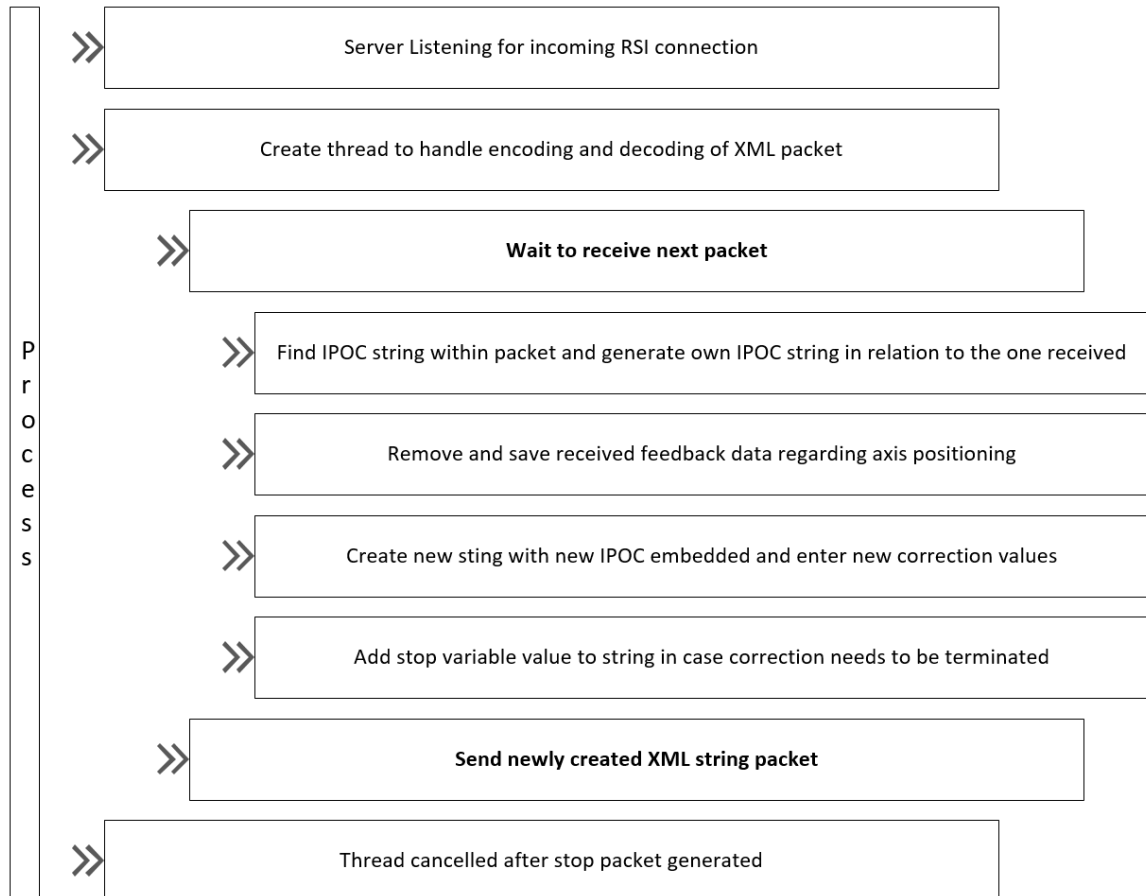 Server Listening for incoming RSI connection
Create thread to handle encoding and decoding of XML packet
Wait to receive next packet
Process
Find IPOC string within packet and generate own IPOC string in relation to the one received
Remove and save received feedback data regarding axis positioning
Create new sting with new IPOC embedded and enter new correction values
Add stop variable value to string in case correction needs to be terminated
Send newly created XML string packet
Thread cancelled after stop packet generated